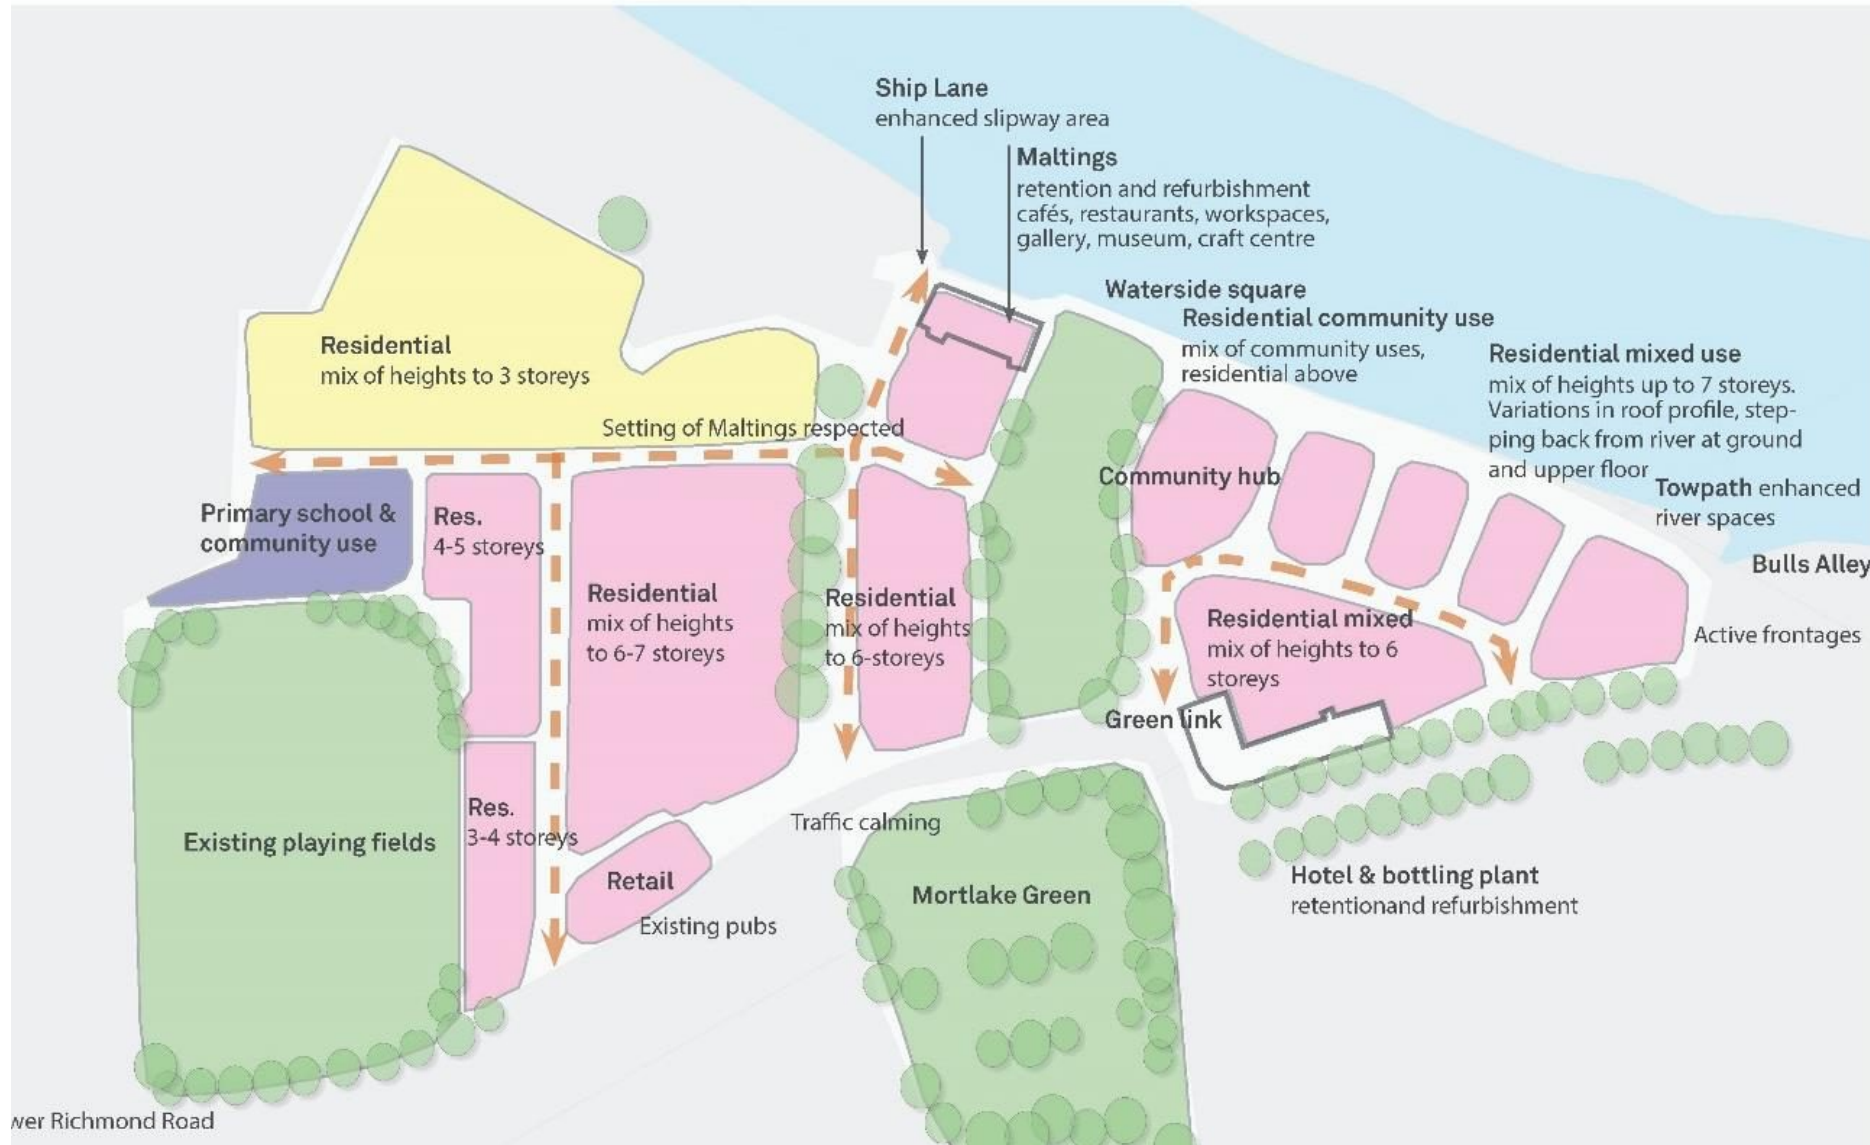 Ship Lane
enhanced slipway area
Maltings
retention and refurbishment
cafés, restaurants, workspaces,
gallery, museum, craft centre
Waterside square
Residential community use
mix of community uses,
residential above
Residential mixed use
mix of heights up to 7 storeys.
Variations in roof profile, step-
ping back from river at ground
and upper floor
Towpath enhanced
river spaces
Bulls Alley
Residential
mix of heights to 3 storeys
Setting of Maltings respected
Community hub
Primary school &
community use
Res.
4-5 storeys
Residential
mix of heights
to 6-7 storeys
Residential
mix of heights
to 6-storeys
Residential mixed
mix of heights to 6
storeys
Active frontages
Green link
Existing playing fields
Res.
3-4 storeys
Traffic calming
Retail
Existing pubs
Mortlake Green
Hotel & bottling plant
retentionand refurbishment
wer Richmond Road